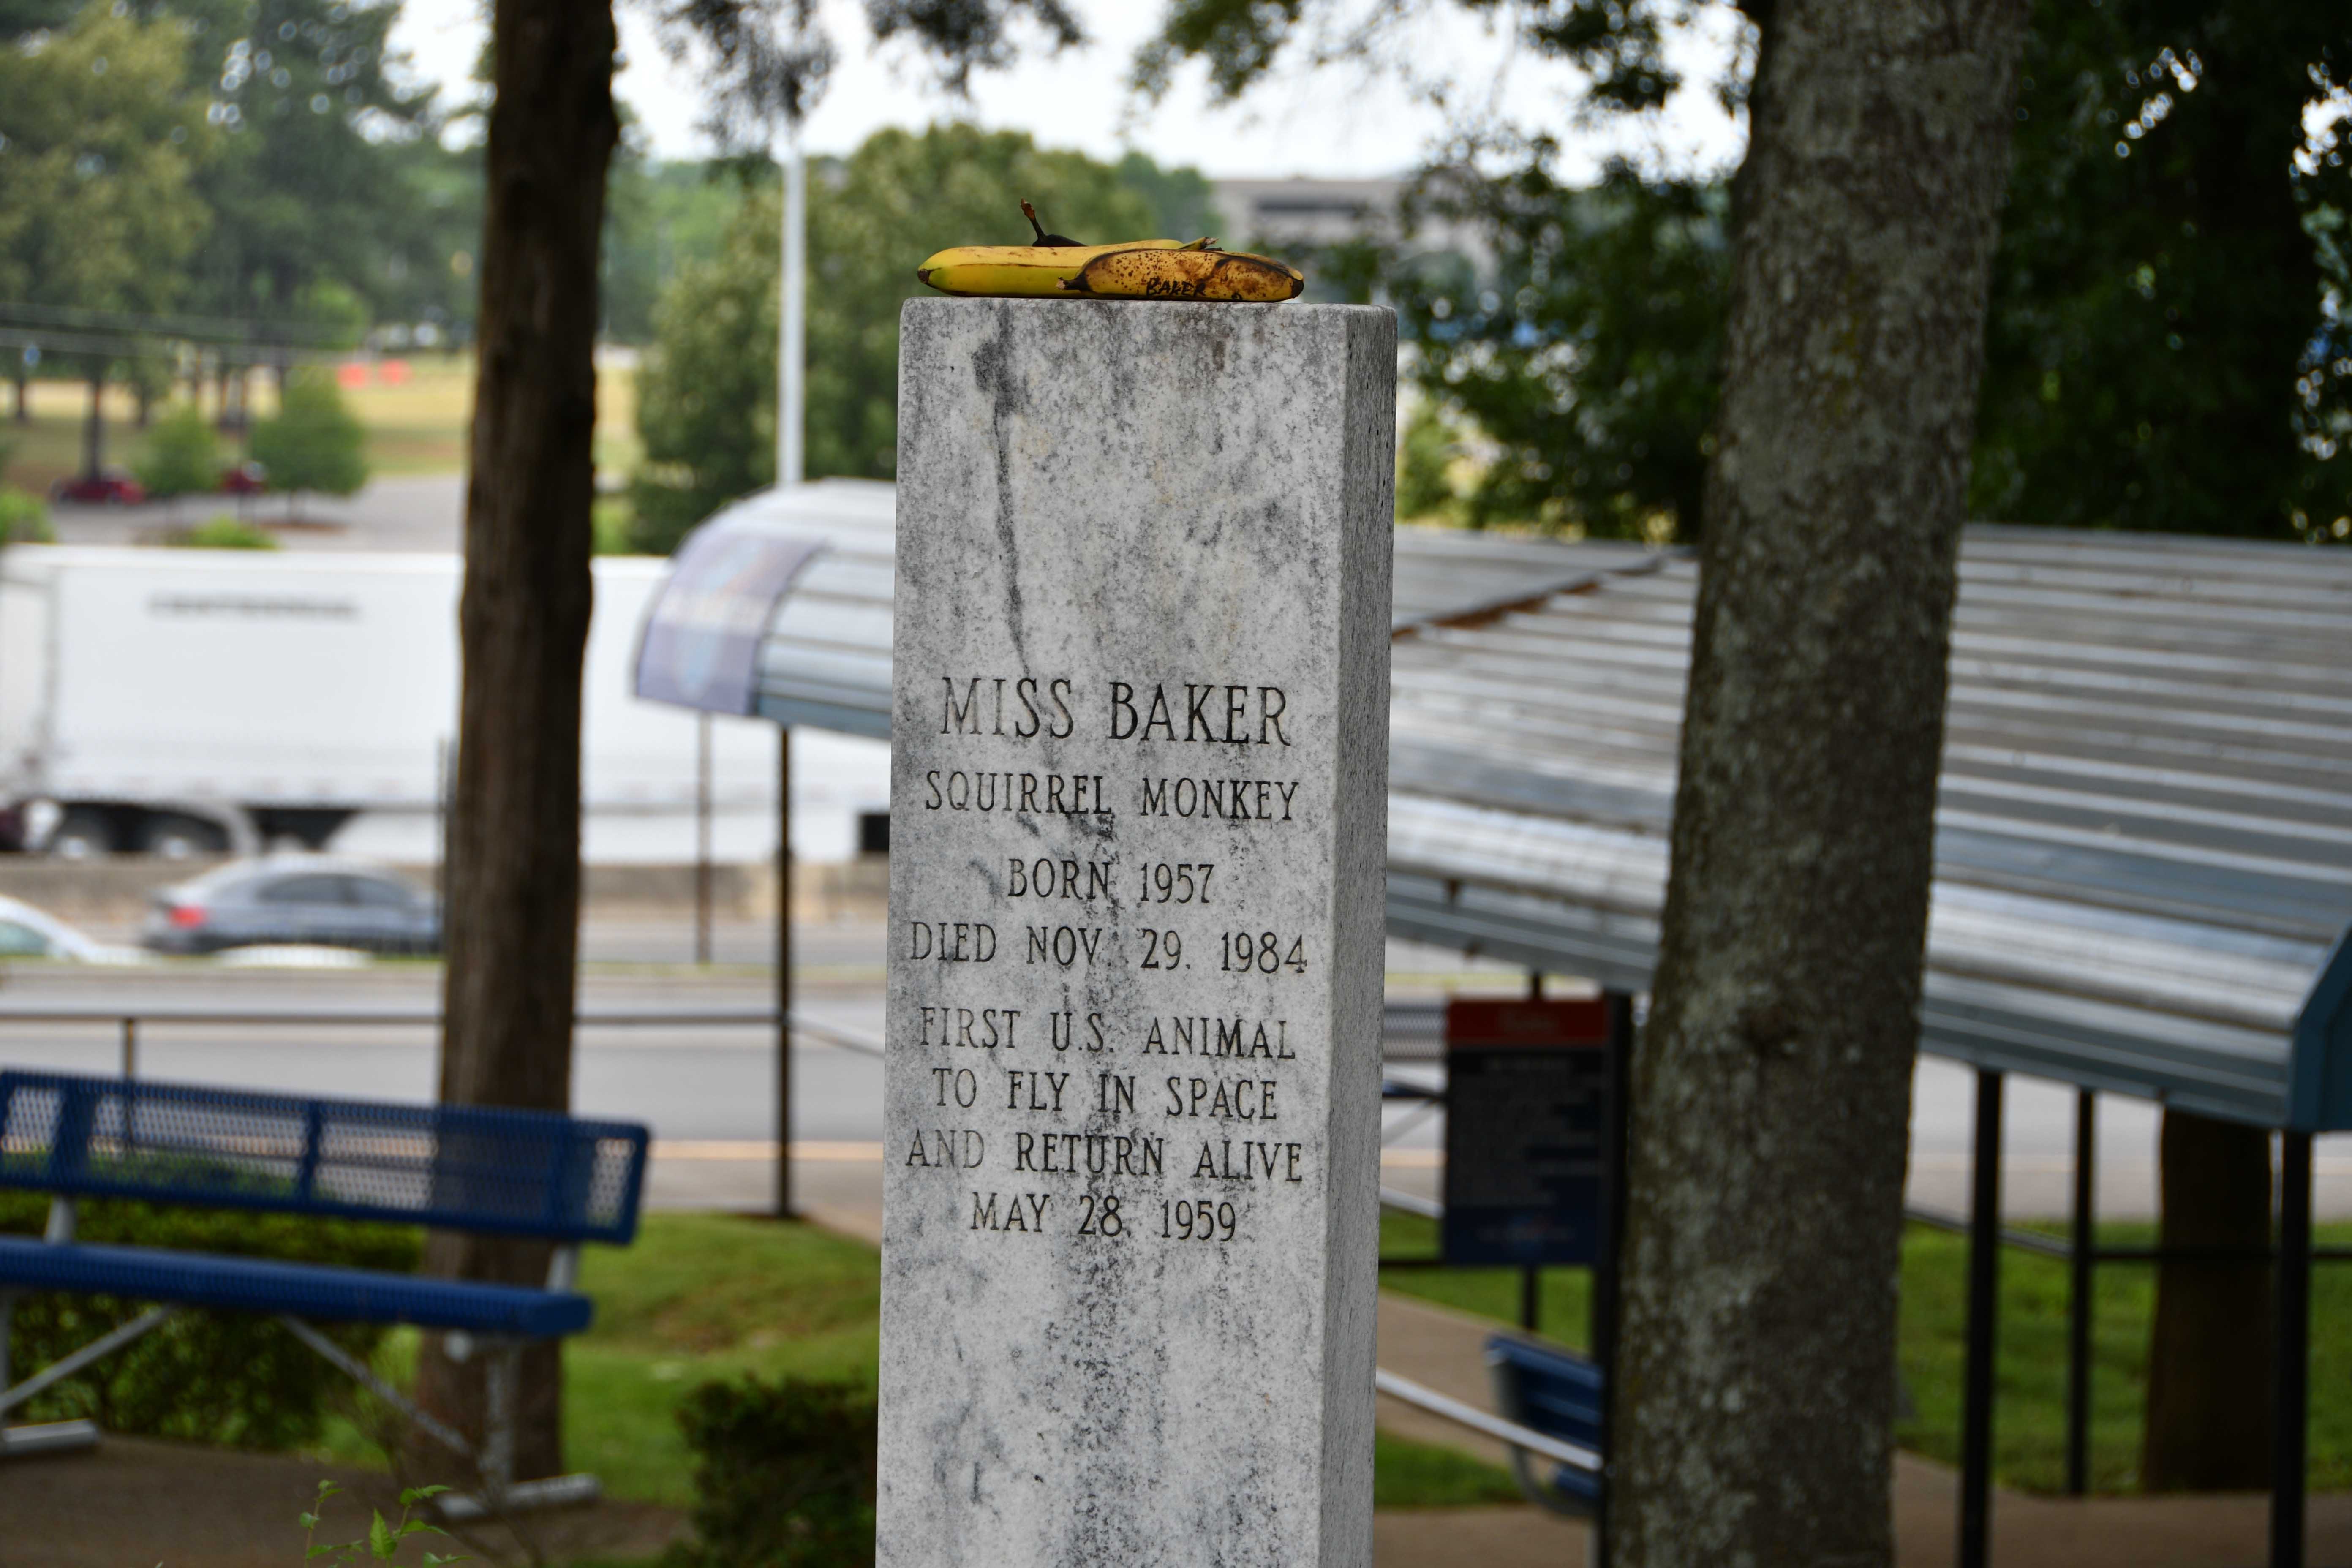 BAKER
MISS BAKER
SQUIRREL MONKEY
BORN 1957
DIED NOV. 29. 1984
FIRST U.S. ANIMAL
TO FLY IN SPACE
AND RETURN ALIVE
MAY 28. 1959